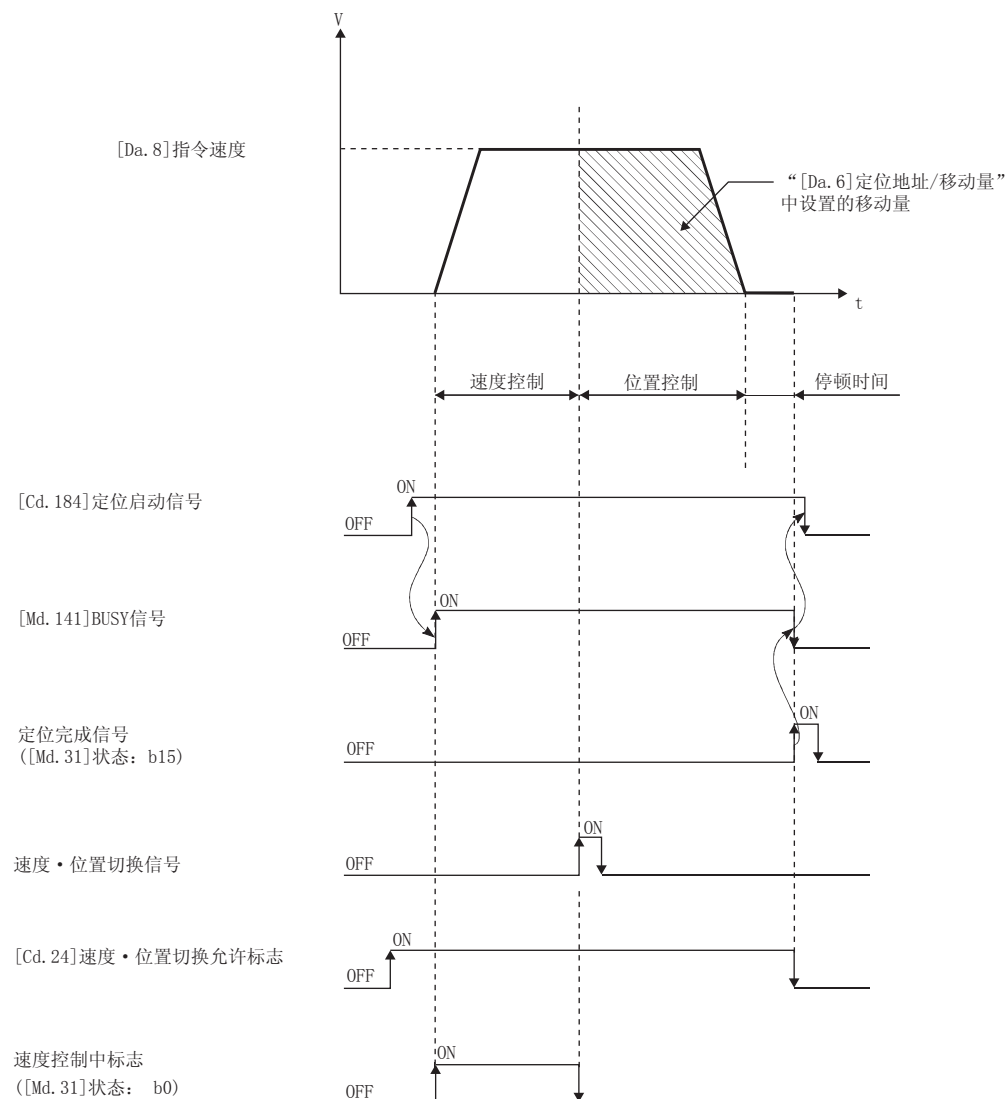 V
[Da.8]指令速度
“[Da.6]定位地址/移动量”
中设置的移动量
t
速度控制
位置控制
停顿时间
ON
[Cd.184]定位启动信号
OFF
ON
[Md.141]BUSY信号
OFF
ON
定位完成信号
([Md.31]状态: b15)
OFF
ON
速度·位置切换信号
OFF
ON
[Cd.24]速度·位置切换允许标志
OFF
ON
速度控制中标志
([Md.31]状态: b0)
OFF